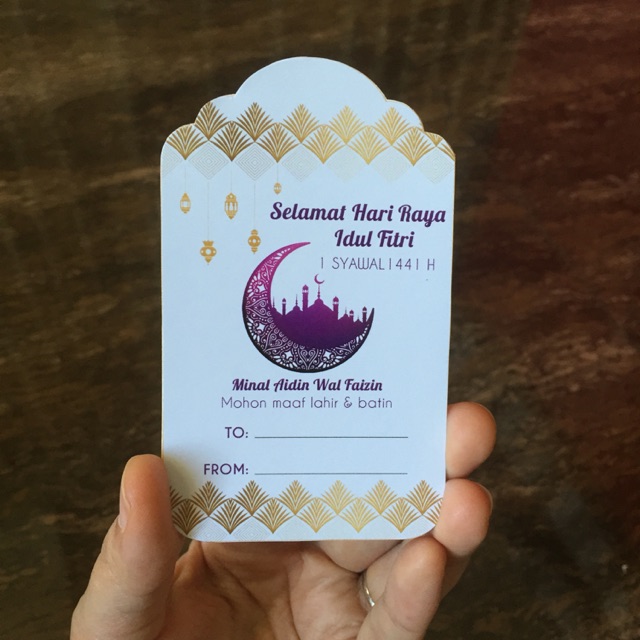 Selamat Hari Raya
Idul Fitri
1 SYAWAL 1441 H
Minal Aidin Wal Faizin
Mohon maaf lahir & batin
TO:
FROM: